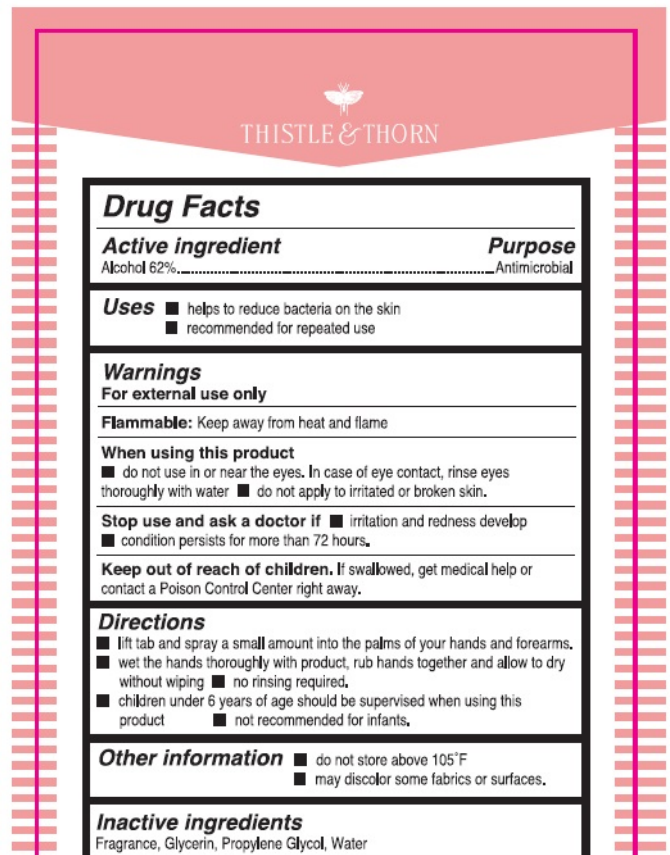 THISTLE & THORN
Drug Facts
Active ingredient Purpose
Alcohol 62%..............................................................................Antimicrobial
Uses ■ helps to reduce bacteria on the skin
■ recommended for repeated use
Warnings
For external use only
Flammable: Keep away from heat and flame
When using this product
■ do not use in or near the eyes. In case of eye contact, rinse eyes
thoroughly with water ■ do not apply to irritated or broken skin.
Stop use and ask a doctor if ■ irritation and redness develop
■ condition persists for more than 72 hours.
Keep out of reach of children. If swallowed, get medical help or
contact a Poison Control Center right away.
Directions
■ lift tab and spray a small amount into the palms of your hands and forearms.
■ wet the hands thoroughly with product, rub hands together and allow to dry
without wiping ■ no rinsing required.
■ children under 6 years of age should be supervised when using this
product ■ not recommended for infants.
Other information ■ do not store above 105°F
■ may discolor some fabrics or surfaces.
Inactive ingredients
Fragrance, Glycerin, Propylene Glycol, Water